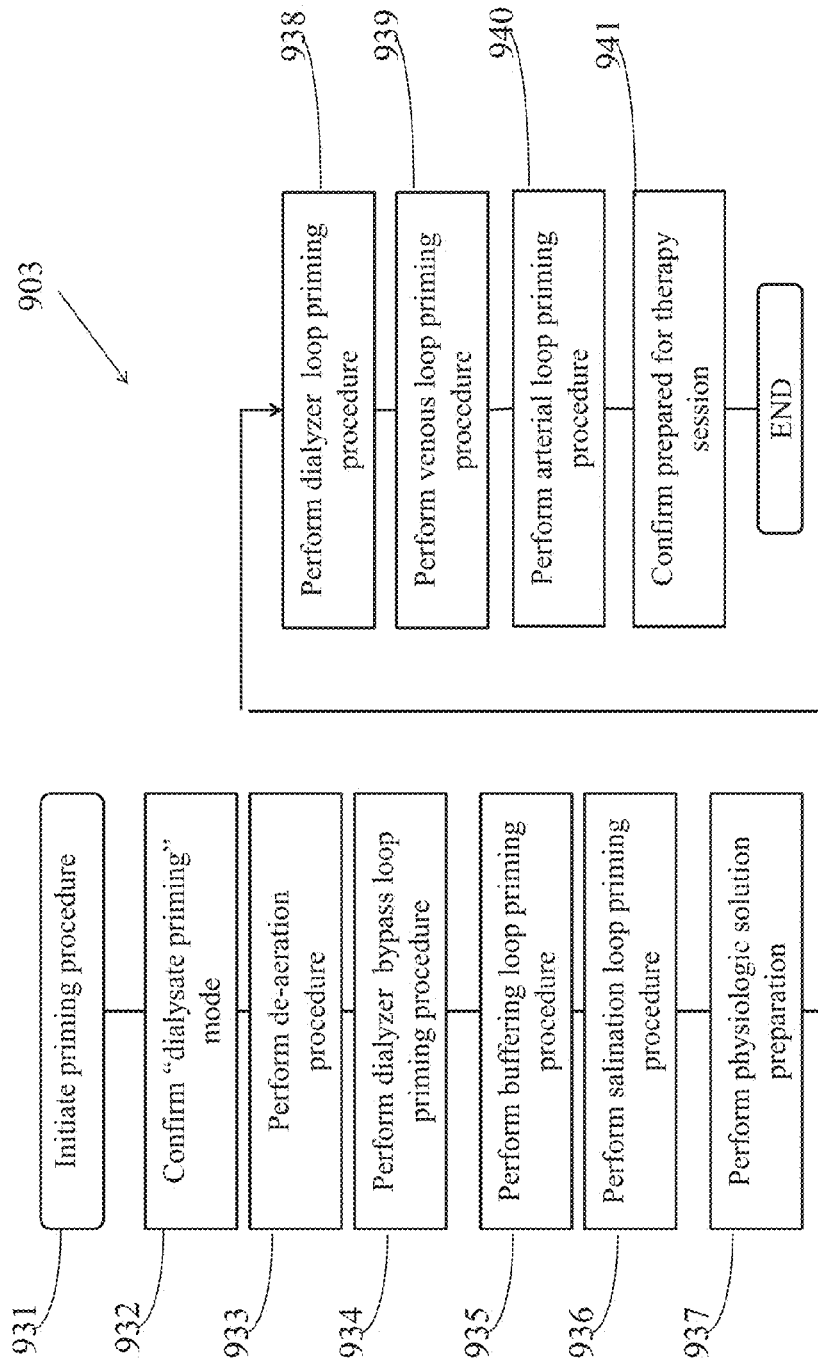 903
931
Initiate priming procedure
932
Confirm “dialysate priming”
mode
933
Perform de-aeration
procedure
934
Perform dialyzer bypass loop
priming procedure
935
Perform buffering loop priming
procedure
936
Perform salination loop priming
procedure
937
Perform physiologic solution
preparation
938
Perform dialyzer loop priming
procedure
939
Perform venous loop priming
procedure
940
Perform arterial loop priming
procedure
941
Confirm prepared for therapy
session
END